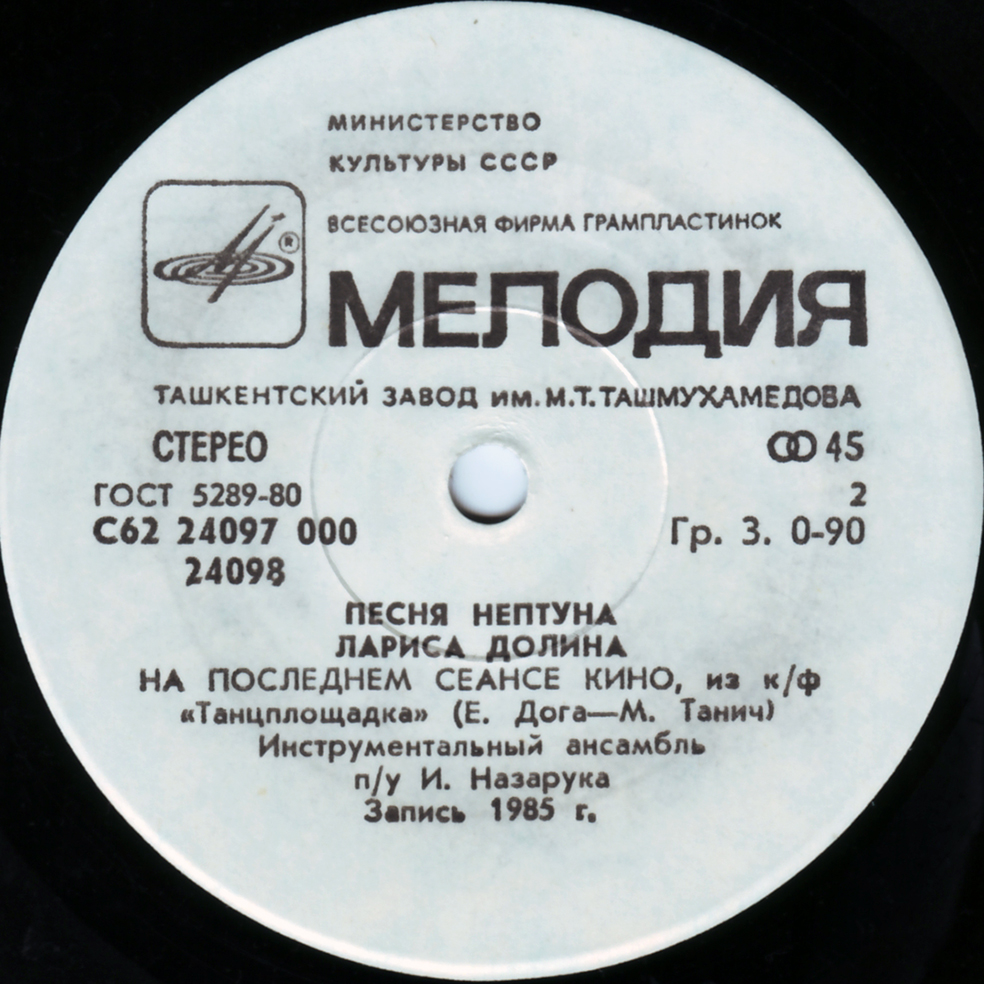 МИНИСТЕРСТВО
КУЛЬТУРЫ СССР
ВСЕСОЮЗНАЯ ФИРМА ГРАМПЛАСТИНОК
®
МЕЛОДИЯ
ТАШКЕНТСКИЙ ЗАВОД им. М.Т. ТАШМУХАМЕДОВА
СТЕРЕО 45
ГОСТ 5289-80 2
С62 24097 000 Гр. 3. 0-90
24098
ПЕСНЯ НЕПТУНА
ЛАРИСА ДОЛИНА
НА ПОСЛЕДНЕМ СЕАНСЕ КИНО, из к/ф
«Танцплощадка» (Е. Дога—М. Танич)
Инструментальный ансамбль
п/у И. Назарука
Запись 1985 г.